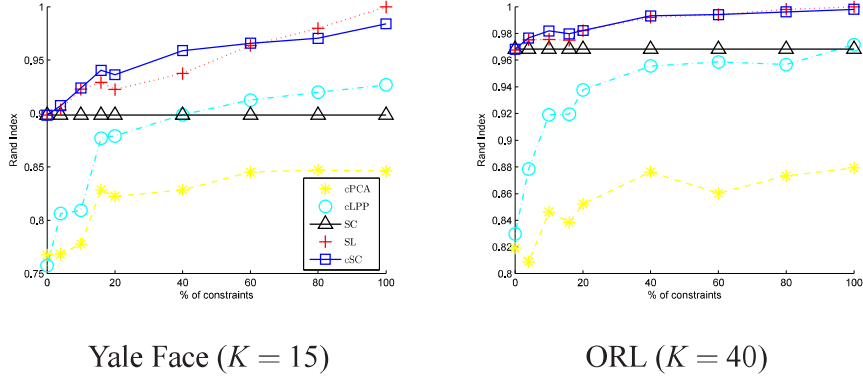 1
0.95
0.9
0.85
0.8
0.75
Rand Index
0 20 40 60 80 100
% of constraints
cPCA
cLPP
SC
SL
cSC
Yale Face (K = 15)
1
0.98
0.96
0.94
0.92
0.9
0.88
0.86
0.84
0.82
0.8
Rand Index
0 20 40 60 80 100
% of constraints
ORL (K = 40)